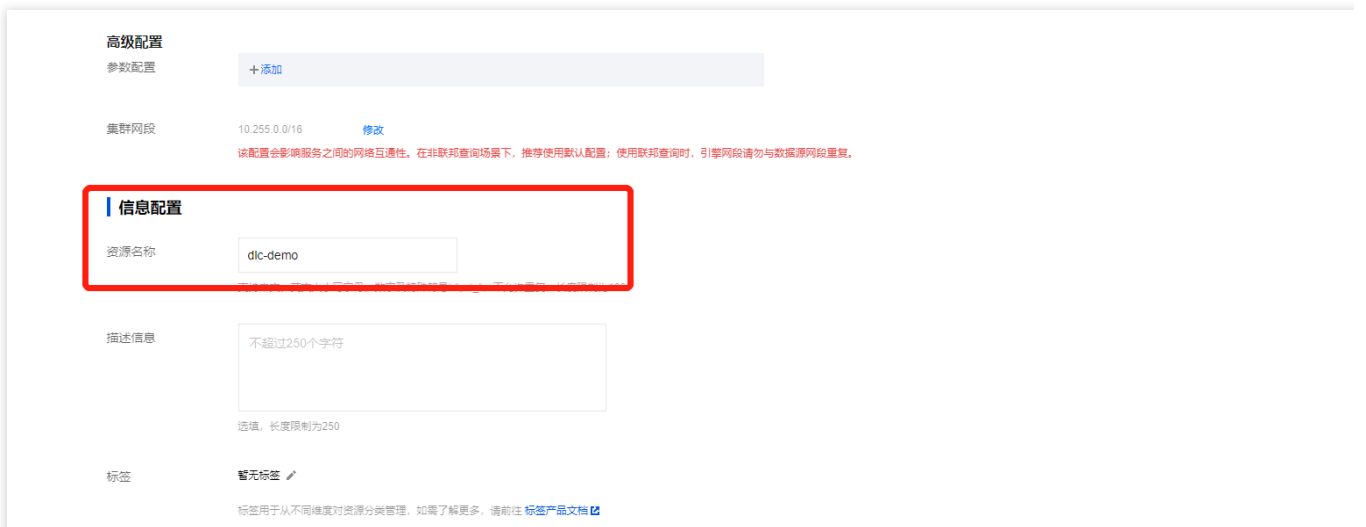 高级配置
参数配置 +添加
集群网段 10.255.0.0/16 修改
该配置会影响服务之间的网络互通性。在非联邦查询场景下，推荐使用默认配置；使用联邦查询时，引擎网段请勿与数据源网段重复。
信息配置
资源名称 dlc-demo
描述信息 不超过250个字符
选填，长度限制为250
标签 暂无标签
标签用于从不同维度对资源分类管理，如需了解更多，请前往 标签产品文档